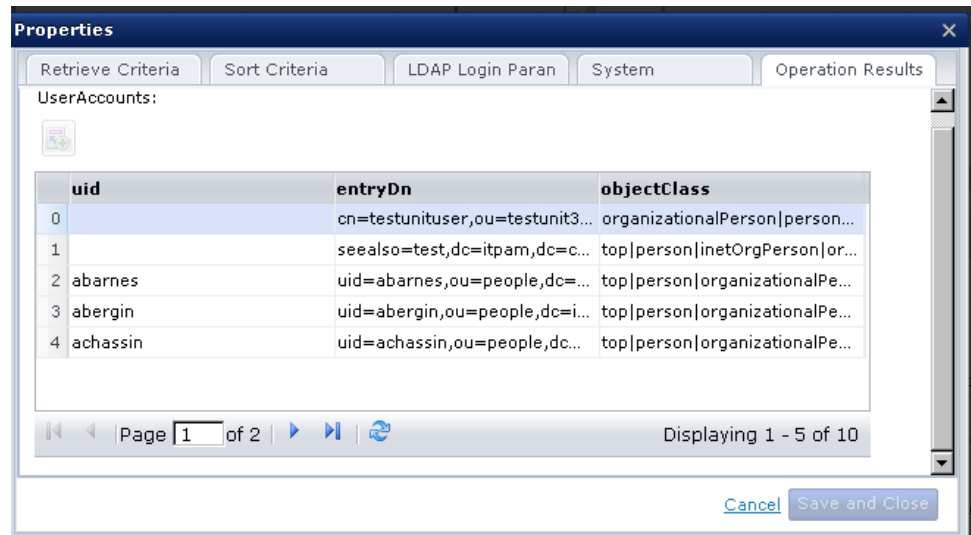 Properties
Retrieve Criteria Sort Criteria LDAP Login Paran System Operation Results
UserAccounts:
uid entryDn objectClass
0 cn=testunituser,ou=testunit3... organizationalPerson|person...
1 seealso=test,dc=itpam,dc=c... top|person|inetOrgPerson|or...
2 abarnes uid=abarnes,ou=people,dc=... top|person|organizationalPe...
3 abergin uid=abergin,ou=people,dc=i... top|person|organizationalPe...
4 achassin uid=achassin,ou=people,dc... top|person|organizationalPe...
Page 1 of 2 Displaying 1 - 5 of 10
Cancel Save and Close